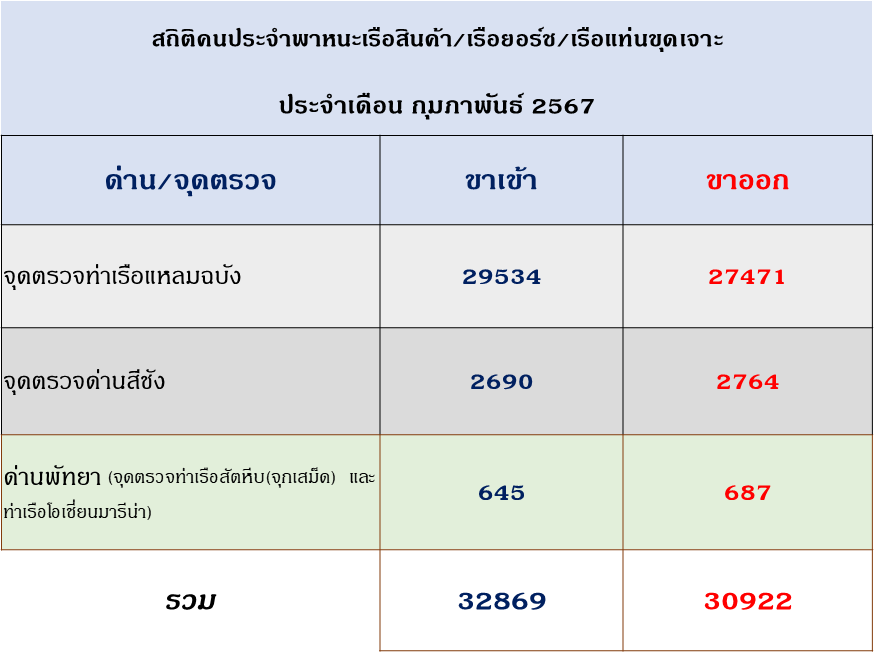 สถิติคนประจำพาหนะเรือสินค้า/เรือยอร์ช/เรือแท่นขุดเจาะ
ประจำเดือน กุมภาพันธ์ 2567
ด่าน/จุดตรวจ ขาเข้า ขาออก
จุดตรวจท่าเรือแหลมฉบัง 29534 27471
จุดตรวจด่านสีชัง 2690 2764
ด่านพัทยา (จุดตรวจท่าเรือสัตหีบ(จุกเสม็ด) และ
ท่าเรือโอเชี่ยนมารีน่า) 645 687
รวม 32869 30922